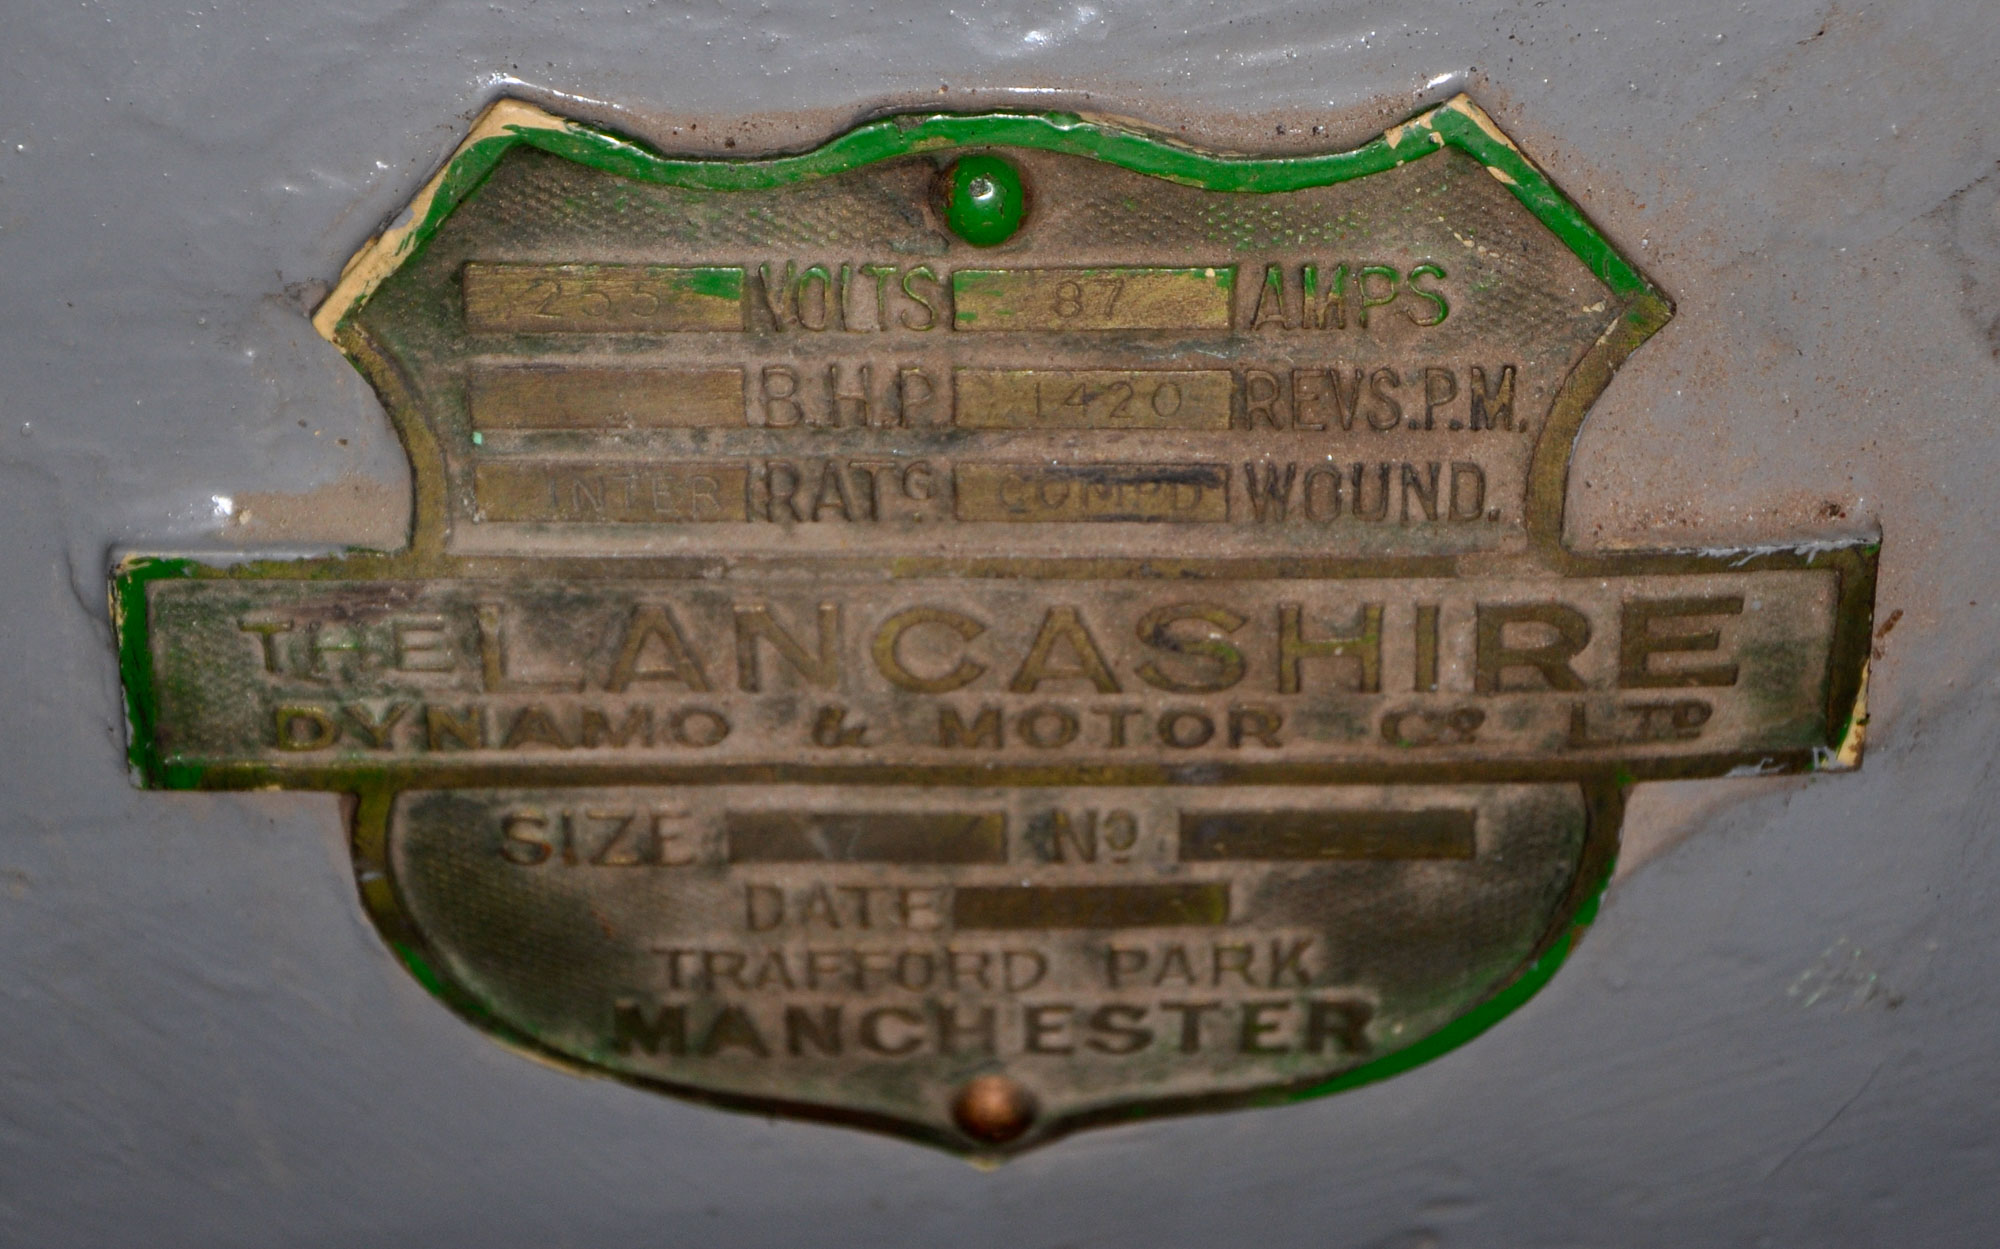 255 VOLTS 87 AMPS
B.H.P. 1420 REVS.P.M.
INTER RATG COMPD WOUND.
THE LANCASHIRE
DYNAMO & MOTOR Co LTD
SIZE No
DATE
TRAFFORD PARK
MANCHESTER